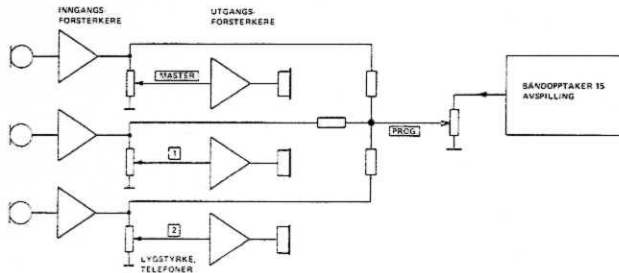 INNGANGS-
FORSTERKERE
UTGANGS-
FORSTERKERE
MASTER
BÅNDOPPTAKER 15
AVSPILLING
PROG
1
2
LYDSTYRKE,
TELEFONER